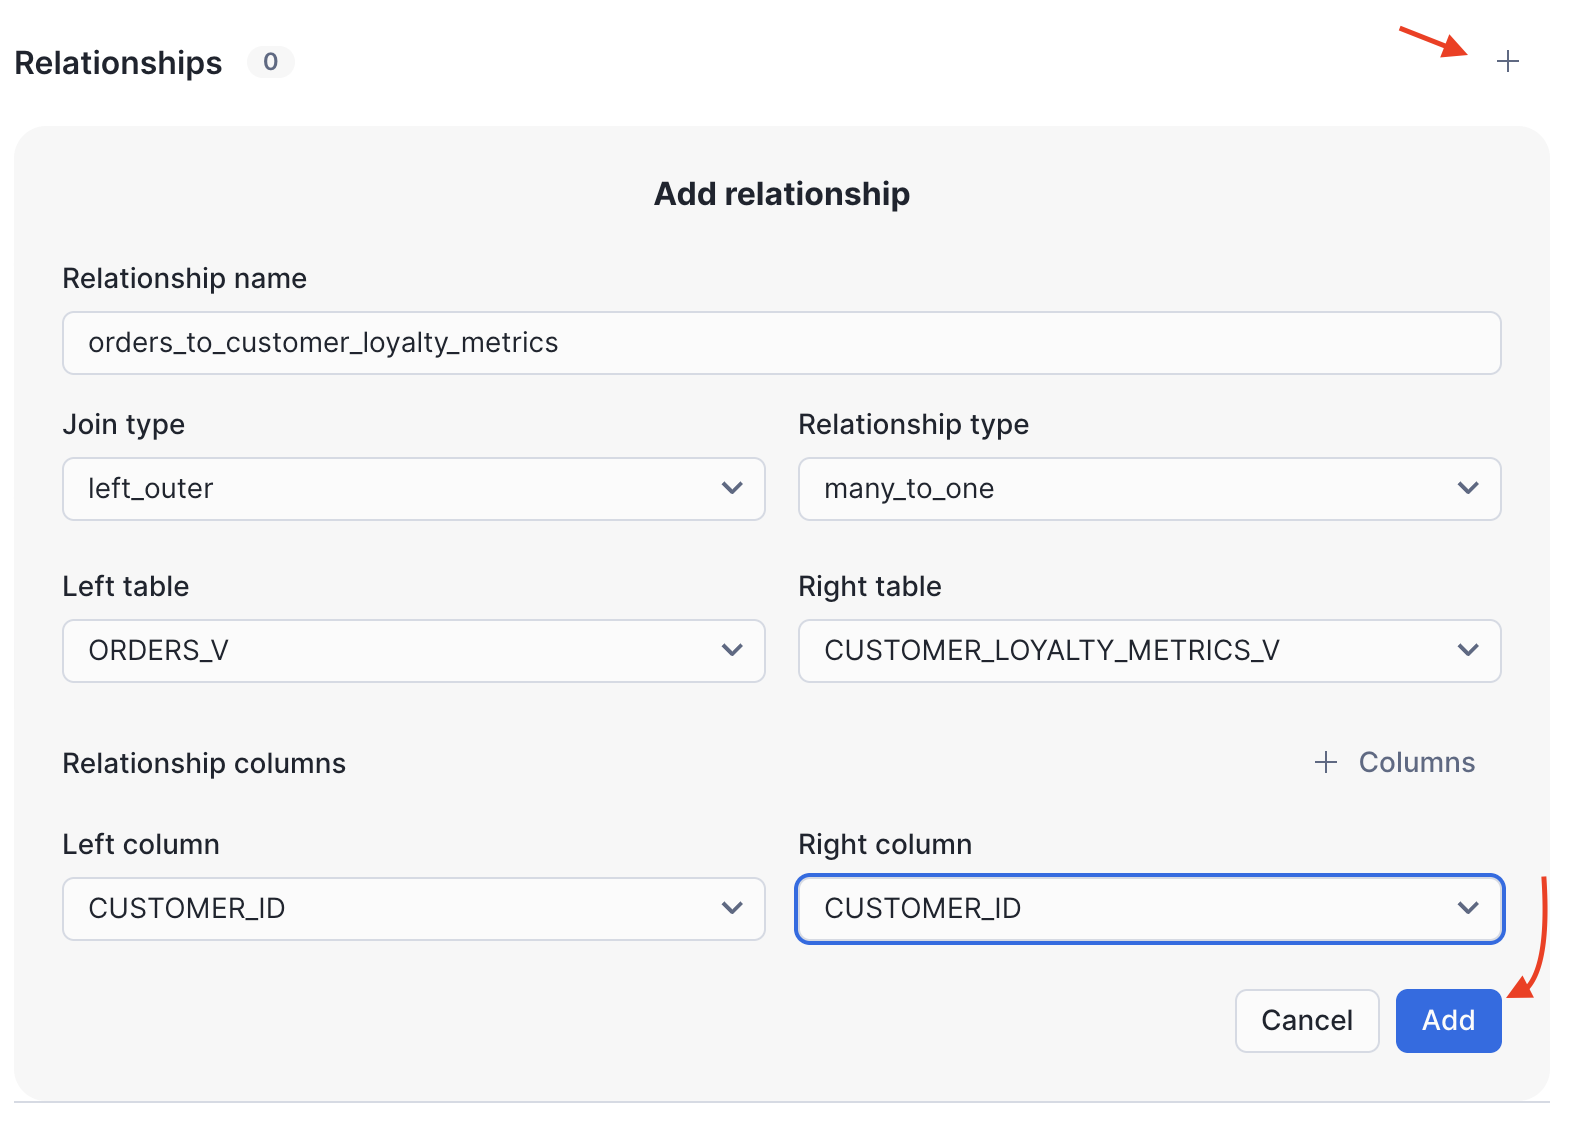 Relationships 0
Add relationship
Relationship name
orders_to_customer_loyalty_metrics
Join type Relationship type
left_outer many_to_one
Left table Right table
ORDERS_V CUSTOMER_LOYALTY_METRICS_V
Relationship columns + Columns
Left column Right column
CUSTOMER_ID CUSTOMER_ID
Cancel Add